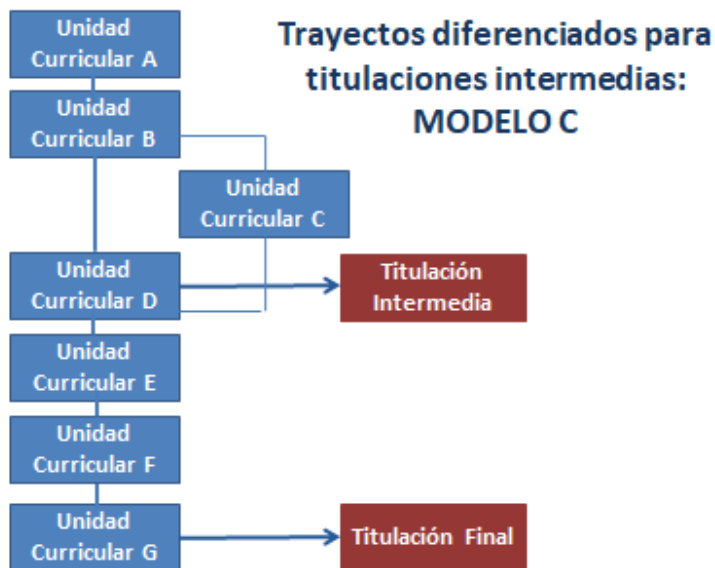 Unidad
Curricular A
Trayectos diferenciados para
titulaciones intermedias:
MODELO C
Unidad
Curricular B
Unidad
Curricular C
Unidad
Curricular D
Titulación
Intermedia
Unidad
Curricular E
Unidad
Curricular F
Unidad
Curricular G
Titulación Final